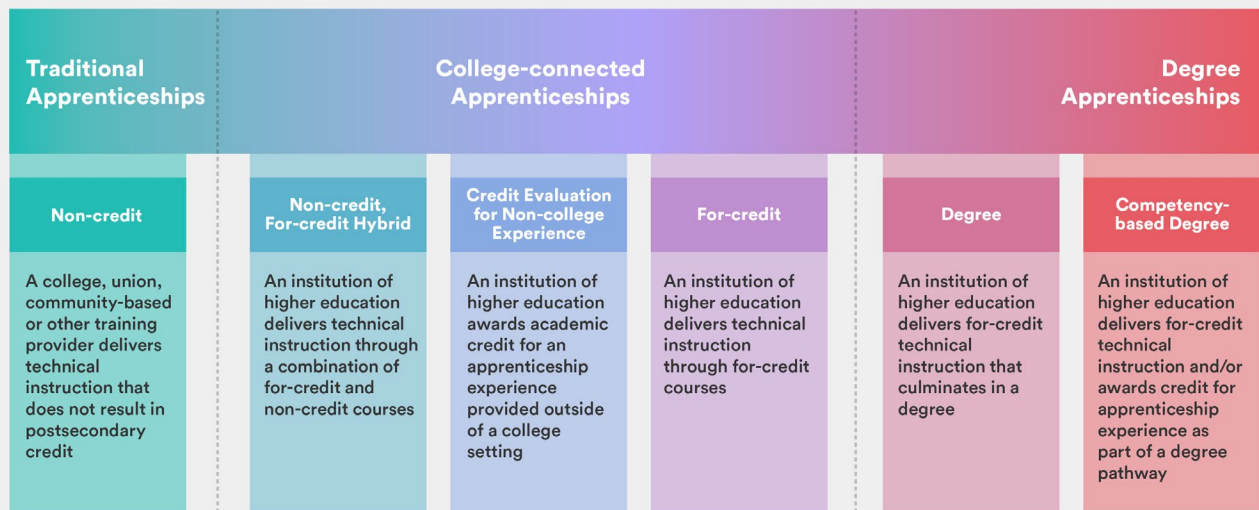 Traditional
Apprenticeships
College-connected
Apprenticeships
Degree
Apprenticeships
Non-credit
A college, union,
community-based
or other training
provider delivers
technical
instruction that
does not result in
postsecondary
credit
Non-credit,
For-credit Hybrid
An institution of
higher education
delivers technical
instruction through
a combination of
for-credit and
non-credit courses
Credit Evaluation
for Non-college
Experience
An institution of
higher education
awards academic
credit for an
apprenticeship
experience
provided outside
of a college
setting
For-credit
An institution of
higher education
delivers technical
instruction
through for-credit
courses
Degree
An institution of
higher education
delivers for-credit
technical
instruction that
culminates in a
degree
Competency-
based Degree
An institution of
higher education
delivers for-credit
technical
instruction and/or
awards credit for
apprenticeship
experience as
part of a degree
pathway